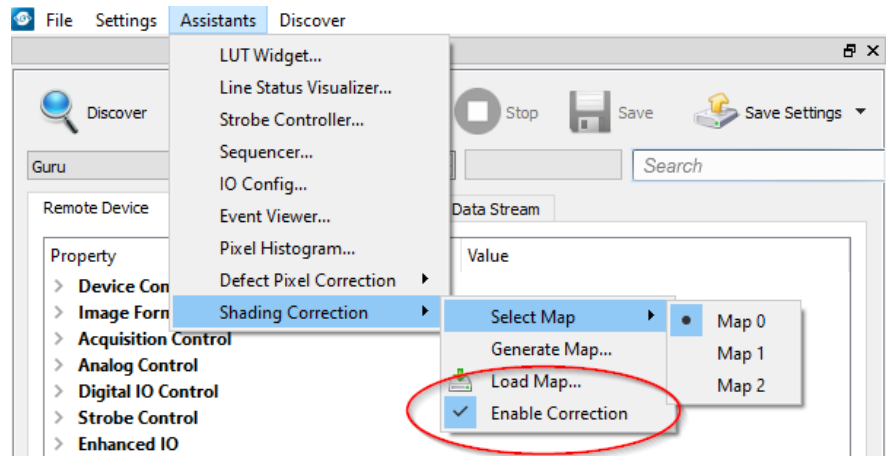 File Settings Assistants Discover
LUT Widget...
Line Status Visualizer...
Strobe Controller...
Sequencer...
IO Config...
Event Viewer...
Pixel Histogram...
Defect Pixel Correction
Shading Correction
Select Map
Generate Map...
Load Map...
Enable Correction
Map 0
Map 1
Map 2
Discover Stop Save Save Settings
Guru Search
Remote Device Data Stream
Property Value
Device Con
Image Form
Acquisition Control
Analog Control
Digital IO Control
Strobe Control
Enhanced IO